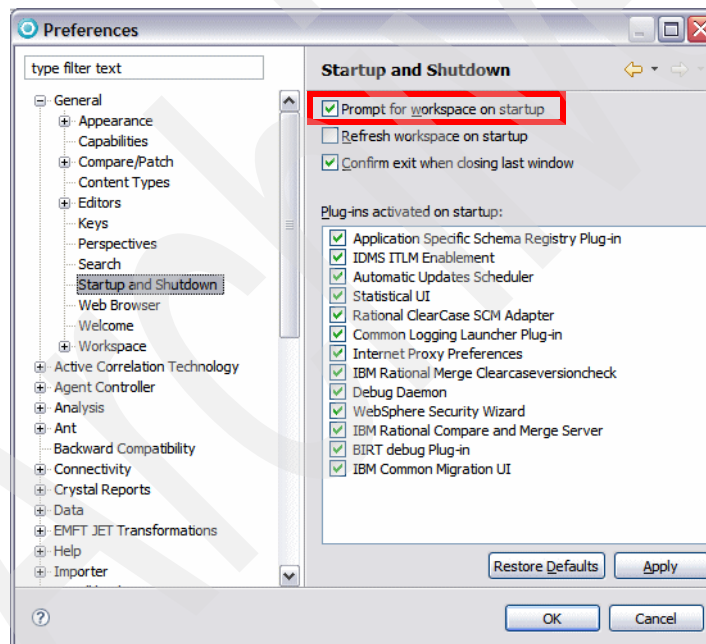 Preferences
type filter text
Startup and Shutdown
General
Appearance
Capabilities
Compare/Patch
Content Types
Editors
Keys
Perspectives
Search
Startup and Shutdown
Web Browser
Welcome
Workspace
Active Correlation Technology
Agent Controller
Analysis
Ant
Backward Compatibility
Connectivity
Crystal Reports
Data
EMFT JET Transformations
Help
Importer
Prompt for workspace on startup
Refresh workspace on startup
Confirm exit when closing last window
Plug-ins activated on startup:
Application Specific Schema Registry Plug-in
IDMS ITLM Enablement
Automatic Updates Scheduler
Statistical UI
Rational ClearCase SCM Adapter
Common Logging Launcher Plug-in
Internet Proxy Preferences
IBM Rational Merge Clearcaseversioncheck
Debug Daemon
WebSphere Security Wizard
IBM Rational Compare and Merge Server
BIRT debug Plug-in
IBM Common Migration UI
Restore Defaults
Apply
?
OK
Cancel